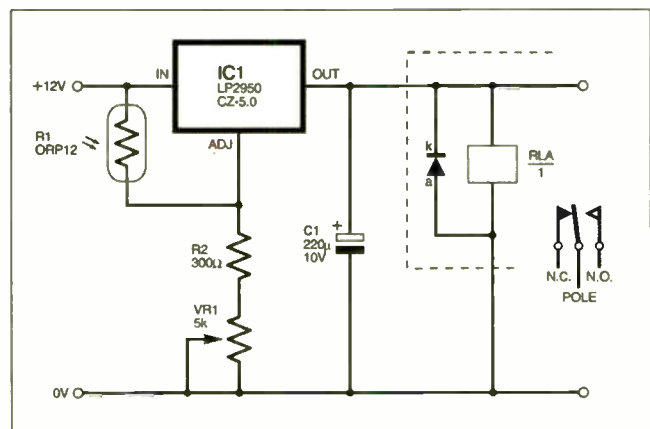 IN
IC1
LP2950
CZ-5.0
OUT
+12V
R1
ORP12
ADJ
k
a
RLA
1
R2
300Ω
C1
220µ
10V
+
N.C.
N.O.
POLE
VR1
5k
0V